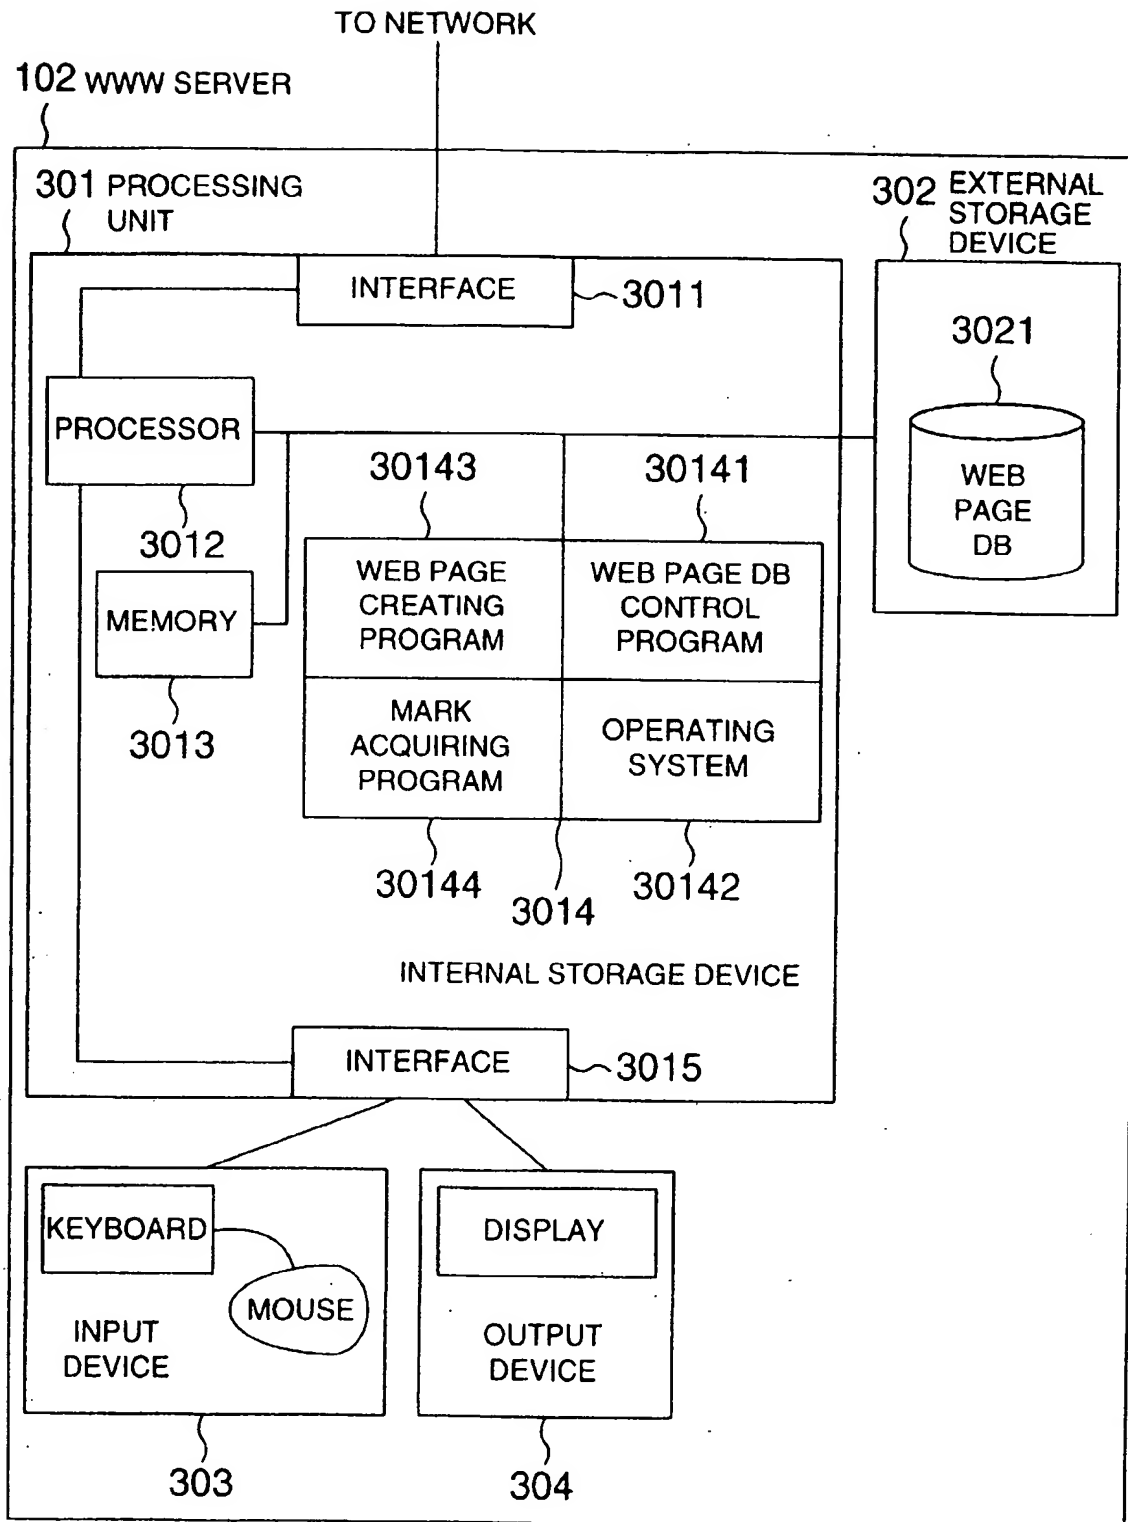 TO NETWORK
102 WWW SERVER
301 PROCESSING
UNIT
302 EXTERNAL
STORAGE
DEVICE
INTERFACE
3011
3021
PROCESSOR
3012
WEB
PAGE
DB
30143
30141
MEMORY
3013
WEB PAGE
CREATING
PROGRAM
WEB PAGE DB
CONTROL
PROGRAM
MARK
ACQUIRING
PROGRAM
OPERATING
SYSTEM
30144
3014
30142
INTERNAL STORAGE DEVICE
INTERFACE
3015
KEYBOARD
MOUSE
INPUT
DEVICE
DISPLAY
OUTPUT
DEVICE
303
304